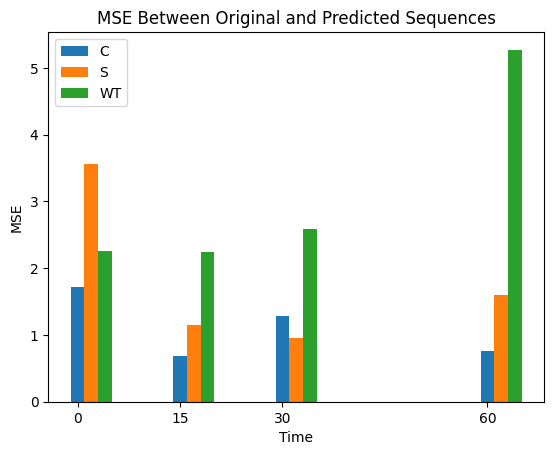 MSE Between Original and Predicted Sequences
C
S
WT
5
4
3
2
1
0
MSE
0 15 30 60
Time